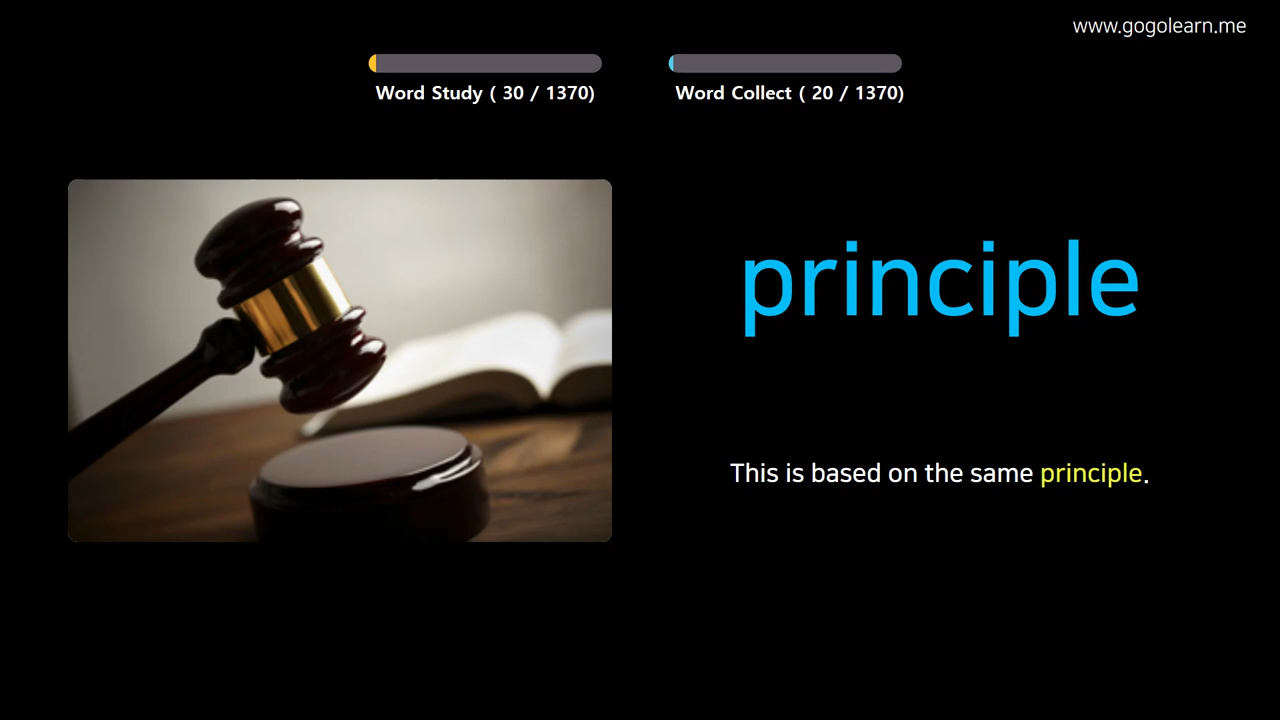 www.gogolearn.me
Word Study ( 30 / 1370)
Word Collect ( 20 / 1370)
principle
This is based on the same principle.